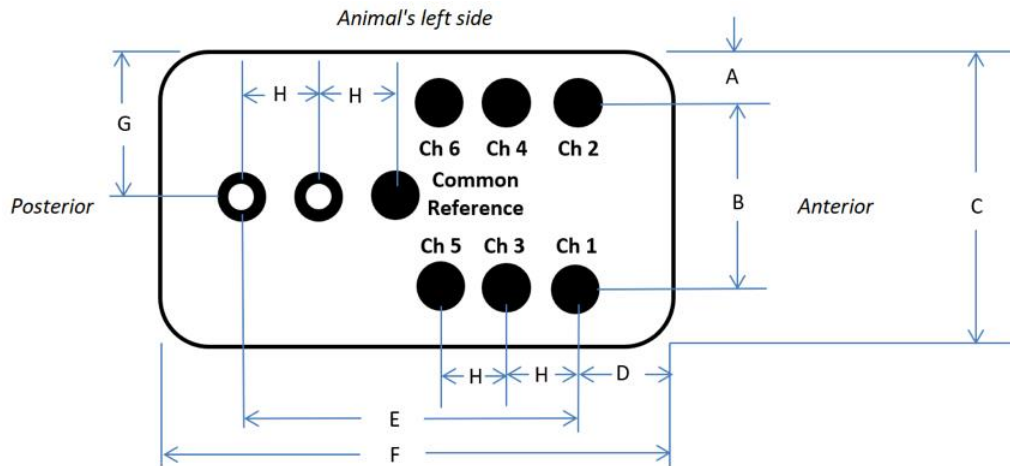 Animal's left side
A
H
H
G
Ch 6
Ch 4
Ch 2
Common
Reference
Posterior
B
Anterior
C
Ch 5
Ch 3
Ch 1
H
H
D
E
F